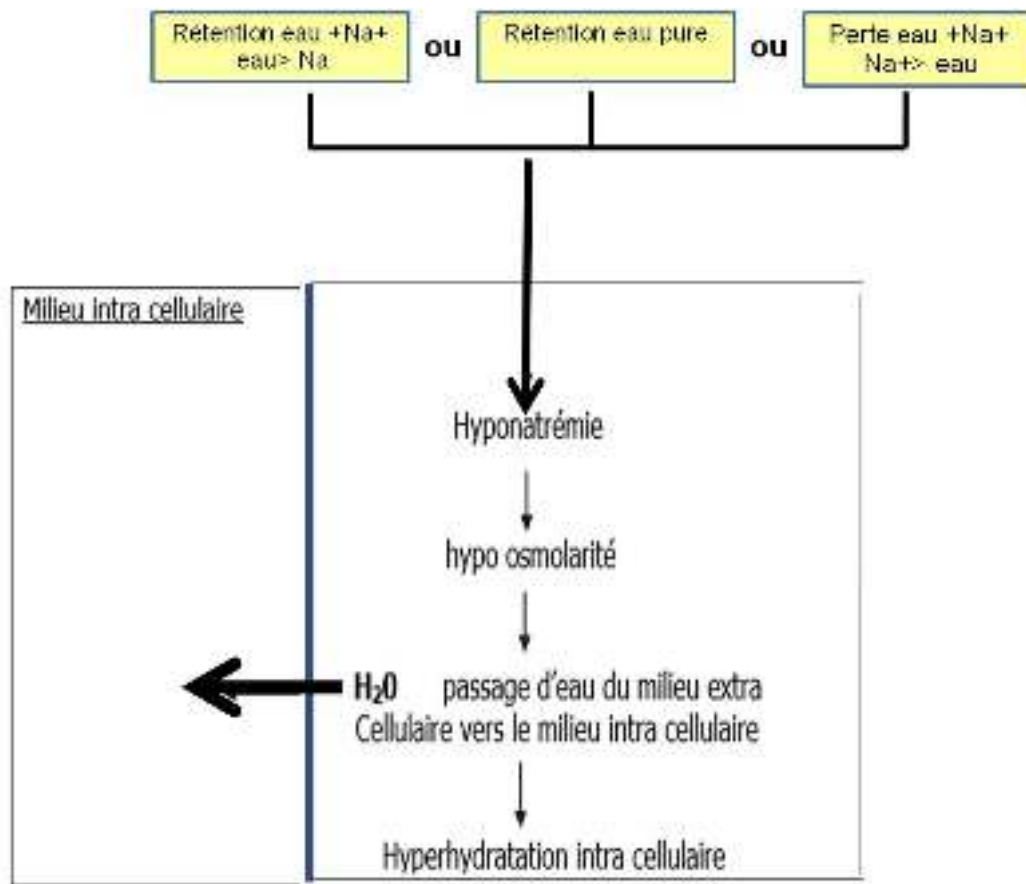 Rétention eau +Na+
eau> Na
ou
Rétention eau pure
ou
Perte eau +Na+
Na+> eau
Milieu intra cellulaire
Hyponatrémie
hypo osmolarité
H₂0 passage d'eau du milieu extra
Cellulaire vers le milieu intra cellulaire
Hyperhydratation intra cellulaire